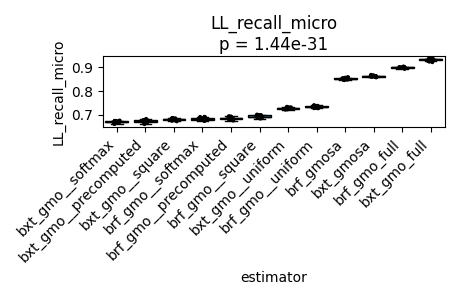 LL_recall_micro
p = 1.44e-31
LL_recall_micro
0.9
0.8
0.7
bxt_gmo__softmax
bxt_gmo__precomputed
bxt_gmo__square
brf_gmo__softmax
brf_gmo__precomputed
brf_gmo__square
bxt_gmo__uniform
brf_gmo__uniform
brf_gmosa
bxt_gmosa
brf_gmo_full
bxt_gmo_full
estimator